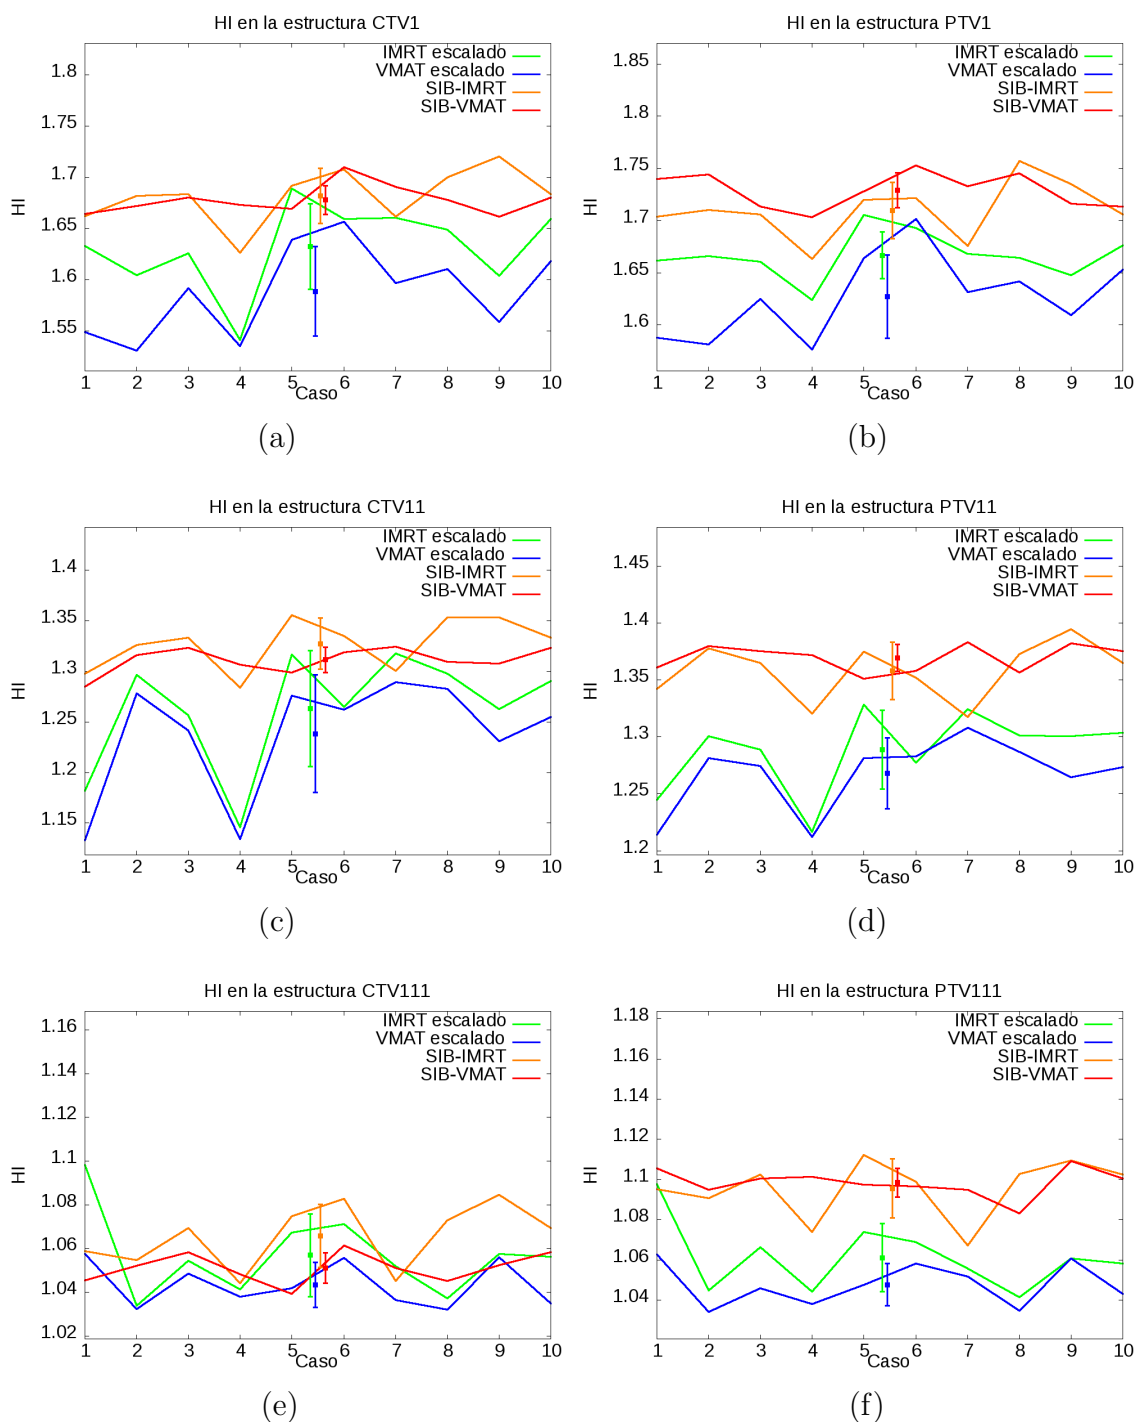 HI en la estructura CTV1
IMRT escalado
VMAT escalado
SIB-IMRT
SIB-VMAT
1.8
1.75
1.7
1.65
1.6
1.55
HI
1 2 3 4 5 6 7 8 9 10
Caso
(a)
HI en la estructura PTV1
IMRT escalado
VMAT escalado
SIB-IMRT
SIB-VMAT
1.85
1.8
1.75
1.7
1.65
1.6
HI
1 2 3 4 5 6 7 8 9 10
Caso
(b)
HI en la estructura CTV11
IMRT escalado
VMAT escalado
SIB-IMRT
SIB-VMAT
1.4
1.35
1.3
1.25
1.2
1.15
HI
1 2 3 4 5 6 7 8 9 10
Caso
(c)
HI en la estructura PTV11
IMRT escalado
VMAT escalado
SIB-IMRT
SIB-VMAT
1.45
1.4
1.35
1.3
1.25
1.2
HI
1 2 3 4 5 6 7 8 9 10
Caso
(d)
HI en la estructura CTV111
IMRT escalado
VMAT escalado
SIB-IMRT
SIB-VMAT
1.16
1.14
1.12
1.1
1.08
1.06
1.04
1.02
HI
1 2 3 4 5 6 7 8 9 10
Caso
(e)
HI en la estructura PTV111
IMRT escalado
VMAT escalado
SIB-IMRT
SIB-VMAT
1.18
1.16
1.14
1.12
1.1
1.08
1.06
1.04
HI
1 2 3 4 5 6 7 8 9 10
Caso
(f)